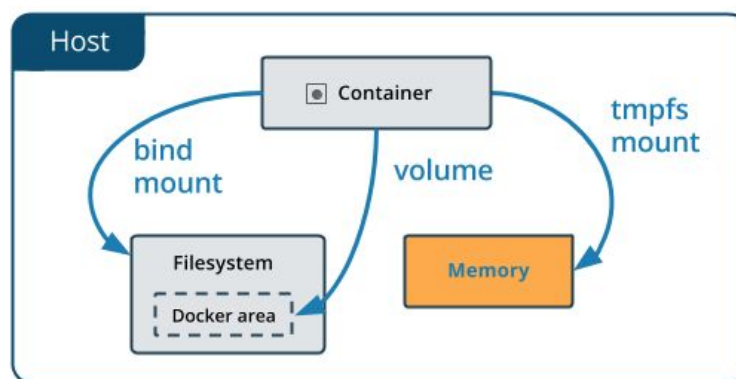 Host
Container
bind
mount
volume
tmpfs
mount
Filesystem
Docker area
Memory